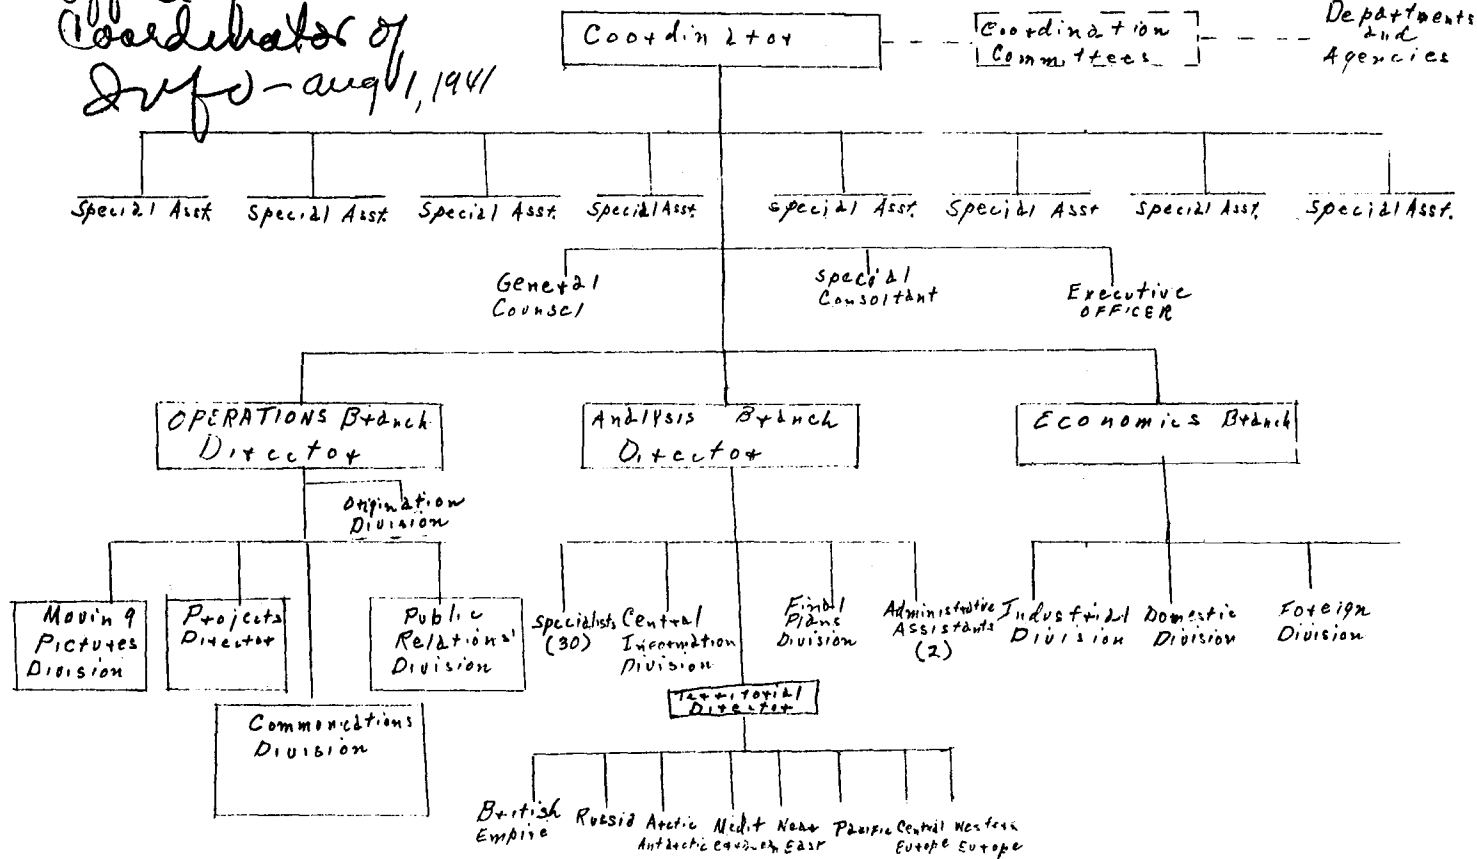 Coordinator of
Info - Aug 1, 1941
Coordinator
Coordination
Committees
Departments
and
Agencies
Special Asst.
Special Asst.
Special Asst.
Special Asst.
Special Asst.
Special Asst
Special Asst.
Special Asst.
General
Counsel
Special
Consultant
Executive
OFFICER
OPERATIONS Branch
Director
Analysis Branch
Director
Economics Branch
Origination
Division
Moving
Pictures
Division
Projects
Director
Public
Relations
Division
Communications
Division
Specialists
(30)
Central
Information
Division
Final
Plans
Division
Administrative
Assistants
(2)
Industrial
Division
Domestic
Division
Foreign
Division
Territorial
Director
British
Empire
Russia
Arctic
Antarctic
Medit
erranean
Near
East
Pacific
Central
Europe
Western
Europe